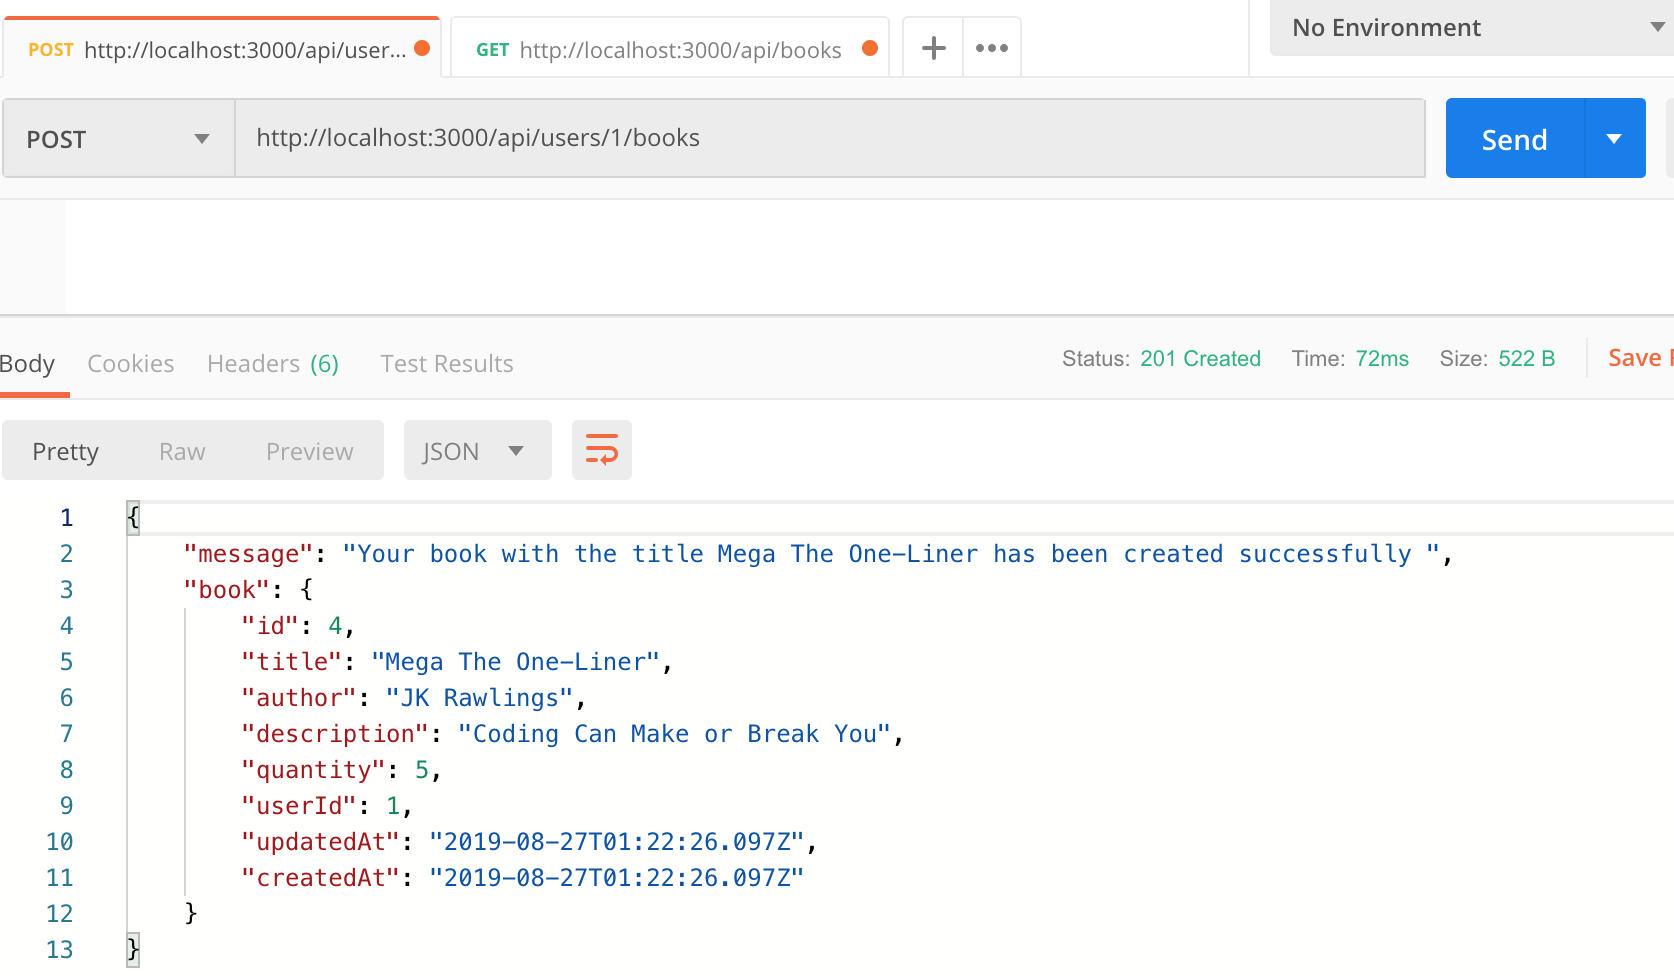 POST http://localhost:3000/api/user... GET http://localhost:3000/api/books No Environment
POST http://localhost:3000/api/users/1/books Send
Body Cookies Headers (6) Test Results Status: 201 Created Time: 72ms Size: 522 B Save
Pretty Raw Preview JSON
1 {
2 "message": "Your book with the title Mega The One-Liner has been created successfully ",
3 "book": {
4 "id": 4,
5 "title": "Mega The One-Liner",
6 "author": "JK Rawlings",
7 "description": "Coding Can Make or Break You",
8 "quantity": 5,
9 "userId": 1,
10 "updatedAt": "2019-08-27T01:22:26.097Z",
11 "createdAt": "2019-08-27T01:22:26.097Z"
12 }
13 }